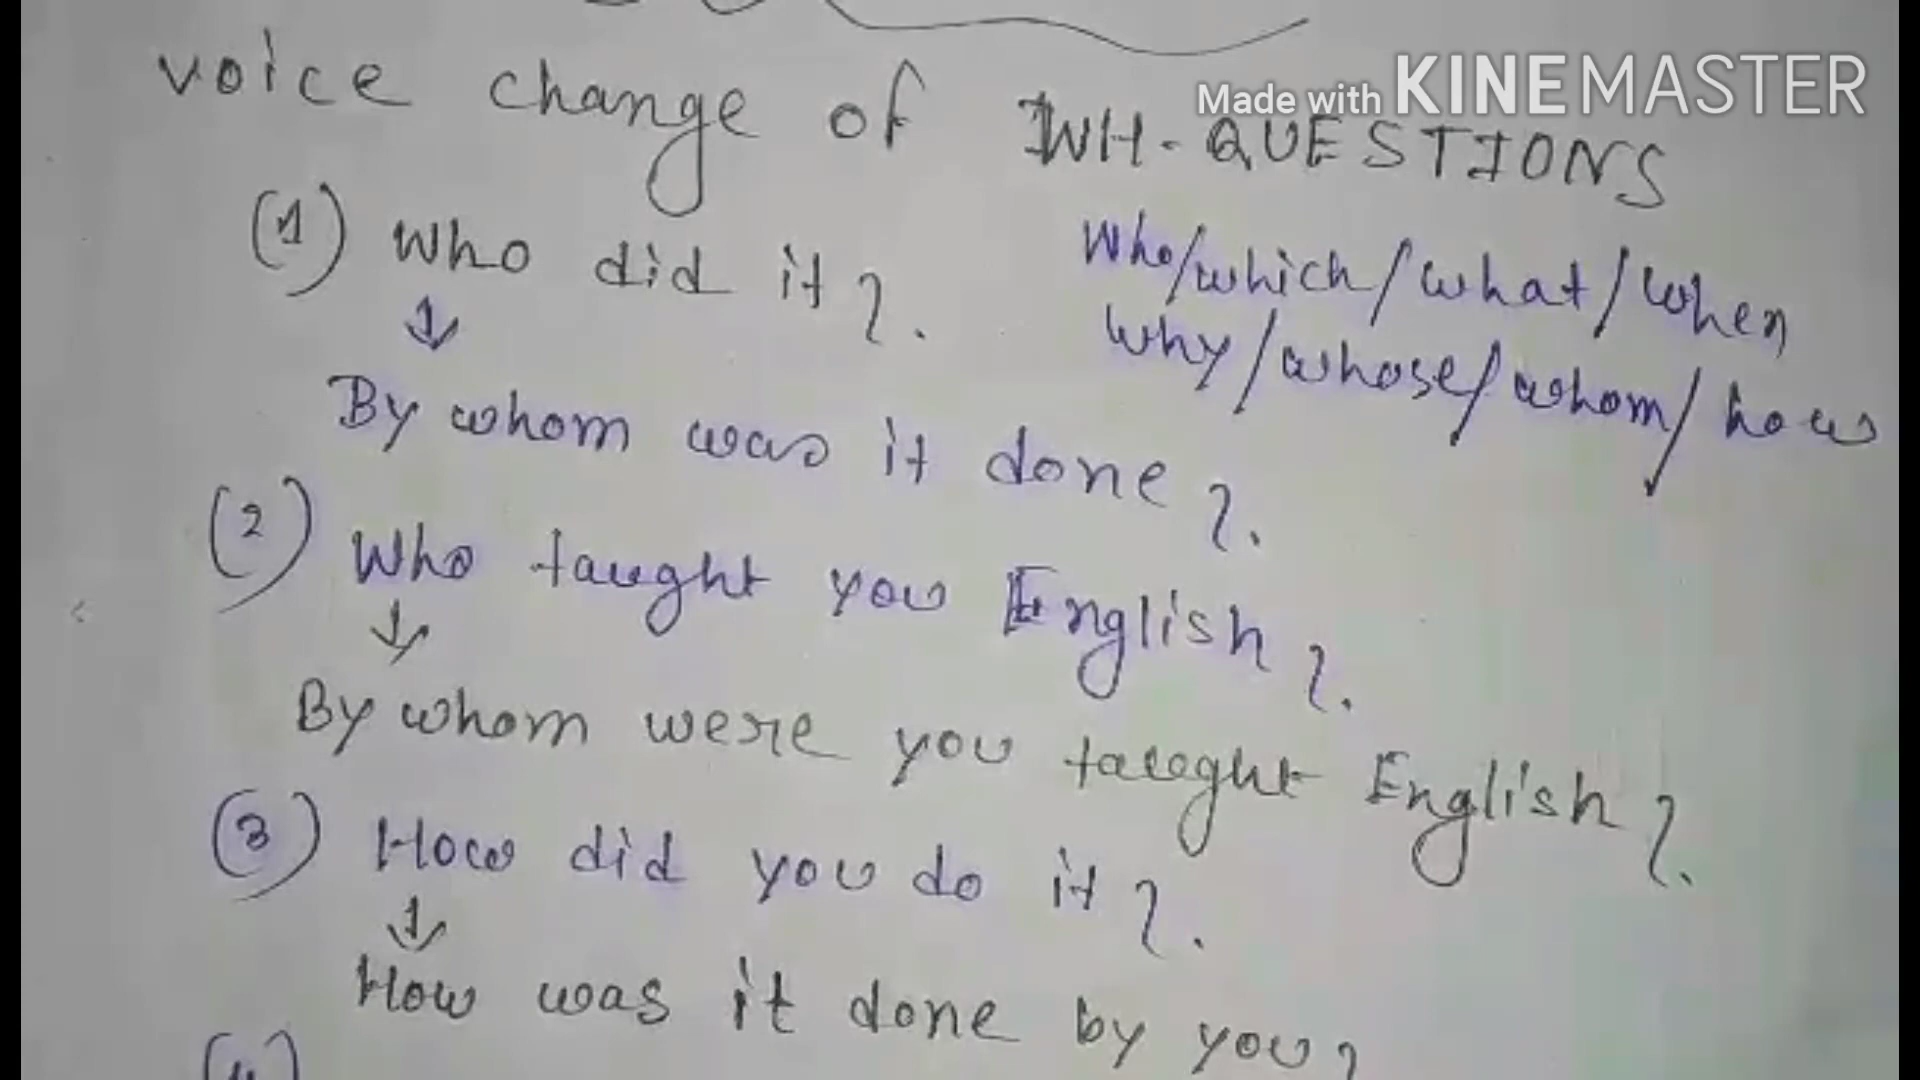 Made with KINEMASTER
voice change of WH-QUESTIONS
(1) Who did it?
Who/which/what/when
why/whose/whom/how
By whom was it done?
(2) Who taught you English?
By whom were you taught English?
(3) How did you do it?
How was it done by you?
(4)